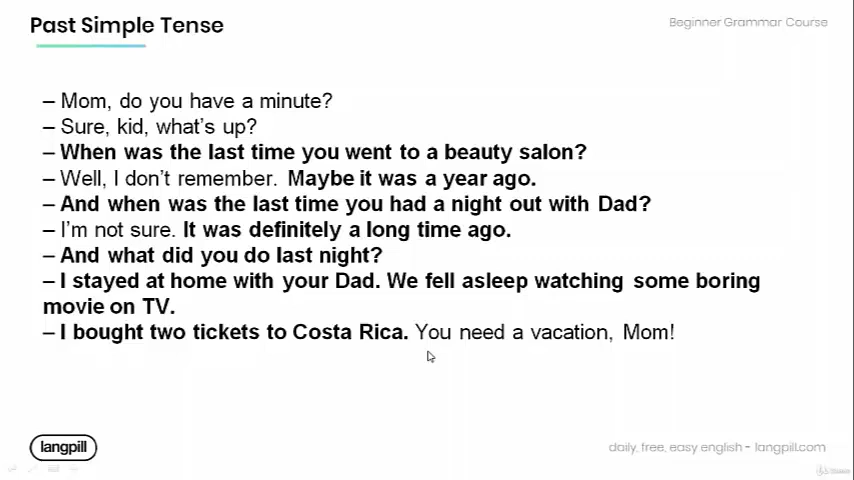 Past Simple Tense
Beginner Grammar Course
– Mom, do you have a minute?
– Sure, kid, what's up?
– When was the last time you went to a beauty salon?
– Well, I don't remember. Maybe it was a year ago.
– And when was the last time you had a night out with Dad?
– I'm not sure. It was definitely a long time ago.
– And what did you do last night?
– I stayed at home with your Dad. We fell asleep watching some boring
movie on TV.
– I bought two tickets to Costa Rica. You need a vacation, Mom!
langpill
daily, free, easy english - langpill.com